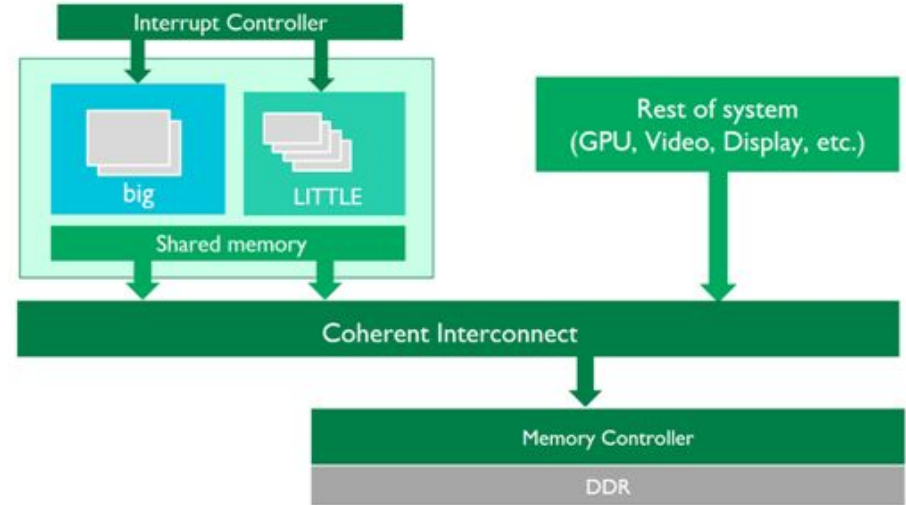 Interrupt Controller
big
LITTLE
Shared memory
Rest of system
(GPU, Video, Display, etc.)
Coherent Interconnect
Memory Controller
DDR